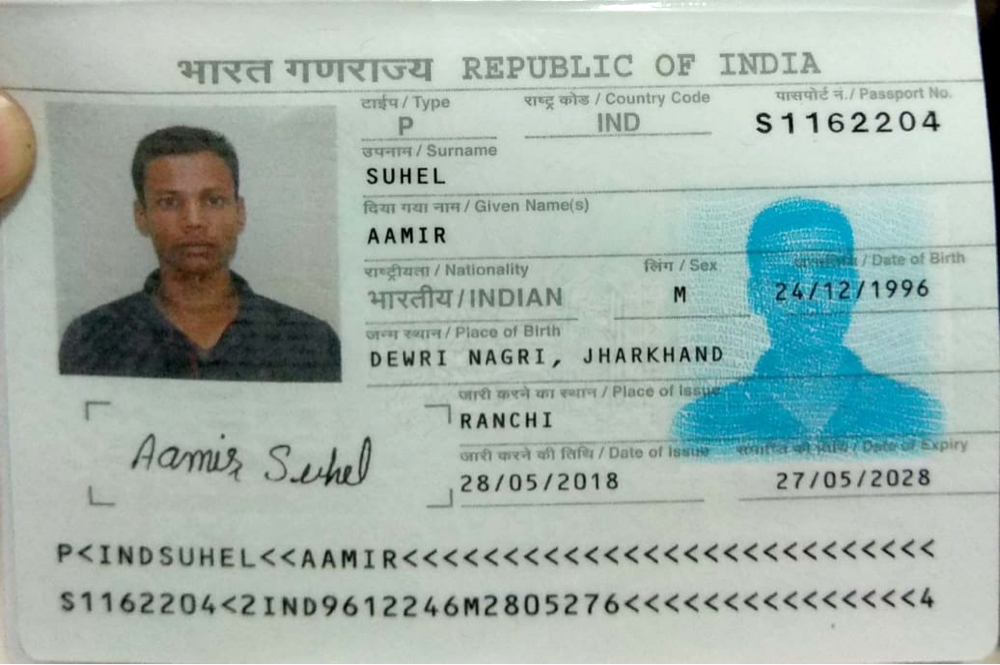 भारत गणराज्य REPUBLIC OF INDIA
टाईप / Type राष्ट्र कोड / Country Code पासपोर्ट नं./ Passport No.
P IND S1162204
उपनाम / Surname
SUHEL
दिया गया नाम / Given Name(s)
AAMIR
राष्ट्रीयता / Nationality लिंग / Sex / Date of Birth
भारतीय / INDIAN M 24/12/1996
जन्म स्थान / Place of Birth
DEWRI NAGRI, JHARKHAND
जारी करने का स्थान / Place of Issue
RANCHI
Aamir Suhel
जारी करने की तिथि / Date of Issue समाप्ति की तिथि / Date of Expiry
28/05/2018 27/05/2028
P<INDSUHEL<<AAMIR<<<<<<<<<<<<<<<<<<<<<<<<<<<
S1162204<2IND9612246M2805276<<<<<<<<<<<<<<<4